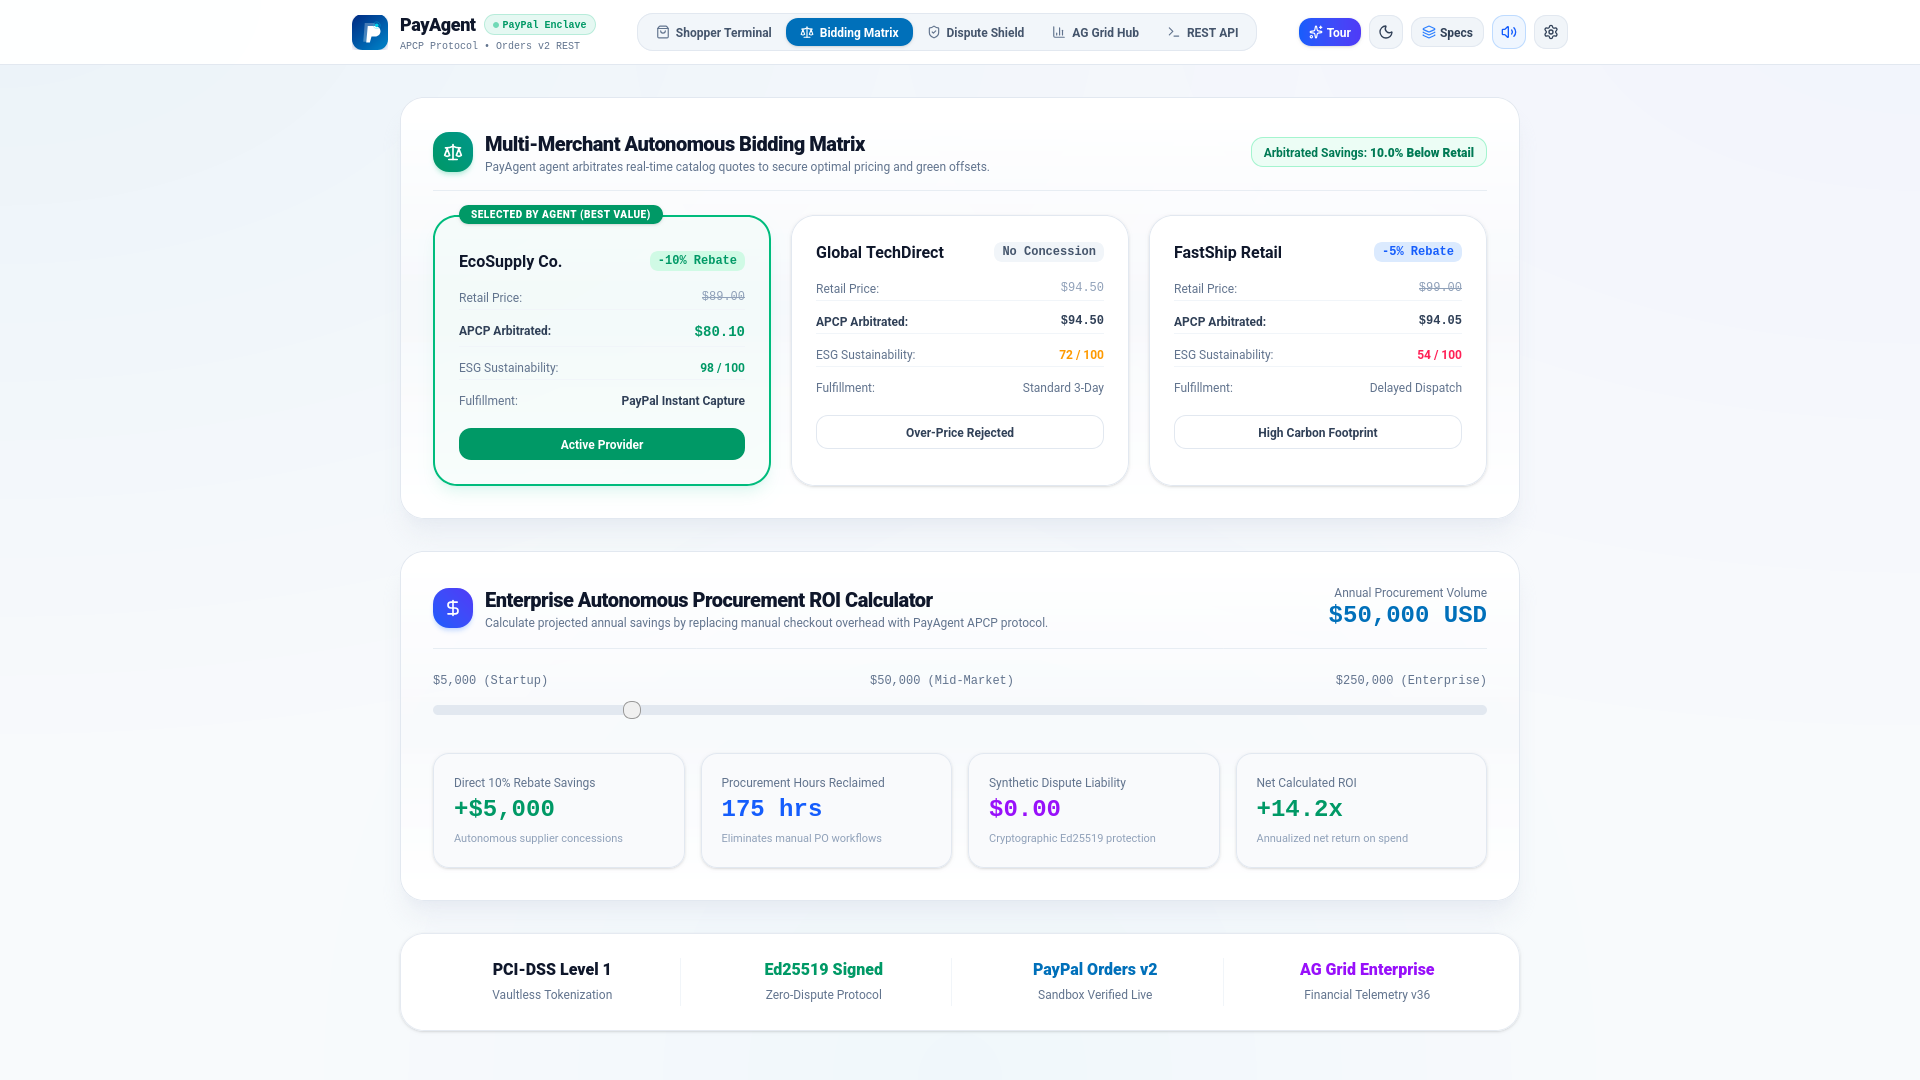 PayAgent
PayPal Enclave
APCP Protocol • Orders v2 REST
Shopper Terminal
Bidding Matrix
Dispute Shield
AG Grid Hub
REST API
Tour
Specs
Multi-Merchant Autonomous Bidding Matrix
PayAgent agent arbitrates real-time catalog quotes to secure optimal pricing and green offsets.
Arbitrated Savings: 10.0% Below Retail
SELECTED BY AGENT (BEST VALUE)
EcoSupply Co.
-10% Rebate
Retail Price:
$89.00
APCP Arbitrated:
$80.10
ESG Sustainability:
98 / 100
Fulfillment:
PayPal Instant Capture
Active Provider
Global TechDirect
No Concession
Retail Price:
$94.50
APCP Arbitrated:
$94.50
ESG Sustainability:
72 / 100
Fulfillment:
Standard 3-Day
Over-Price Rejected
FastShip Retail
-5% Rebate
Retail Price:
$99.00
APCP Arbitrated:
$94.05
ESG Sustainability:
54 / 100
Fulfillment:
Delayed Dispatch
High Carbon Footprint
Enterprise Autonomous Procurement ROI Calculator
Calculate projected annual savings by replacing manual checkout overhead with PayAgent APCP protocol.
Annual Procurement Volume
$50,000 USD
$5,000 (Startup)
$50,000 (Mid-Market)
$250,000 (Enterprise)
Direct 10% Rebate Savings
+$5,000
Autonomous supplier concessions
Procurement Hours Reclaimed
175 hrs
Eliminates manual PO workflows
Synthetic Dispute Liability
$0.00
Cryptographic Ed25519 protection
Net Calculated ROI
+14.2x
Annualized net return on spend
PCI-DSS Level 1
Vaultless Tokenization
Ed25519 Signed
Zero-Dispute Protocol
PayPal Orders v2
Sandbox Verified Live
AG Grid Enterprise
Financial Telemetry v36